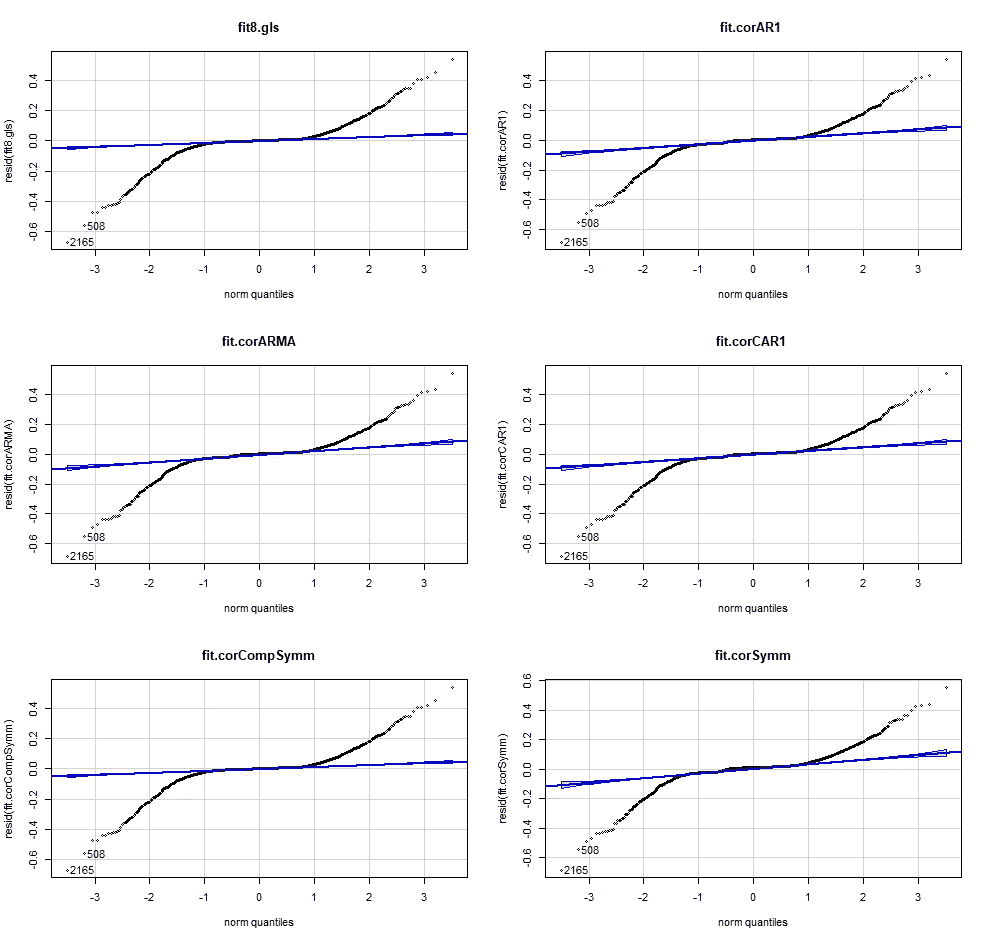 fit8.gls
resid(fit8.gls)
0.4
0.2
0.0
-0.2
-0.4
-0.6
508
2165
-3 -2 -1 0 1 2 3
norm quantiles
fit.corAR1
resid(fit.corAR1)
0.4
0.2
0.0
-0.2
-0.4
-0.6
508
2165
-3 -2 -1 0 1 2 3
norm quantiles
fit.corARMA
resid(fit.corARMA)
0.4
0.2
0.0
-0.2
-0.4
-0.6
508
2165
-3 -2 -1 0 1 2 3
norm quantiles
fit.corCAR1
resid(fit.corCAR1)
0.4
0.2
0.0
-0.2
-0.4
-0.6
508
2165
-3 -2 -1 0 1 2 3
norm quantiles
fit.corCompSymm
resid(fit.corCompSymm)
0.4
0.2
0.0
-0.2
-0.4
-0.6
508
2165
-3 -2 -1 0 1 2 3
norm quantiles
fit.corSymm
resid(fit.corSymm)
0.6
0.4
0.2
0.0
-0.2
-0.4
-0.6
508
2165
-3 -2 -1 0 1 2 3
norm quantiles